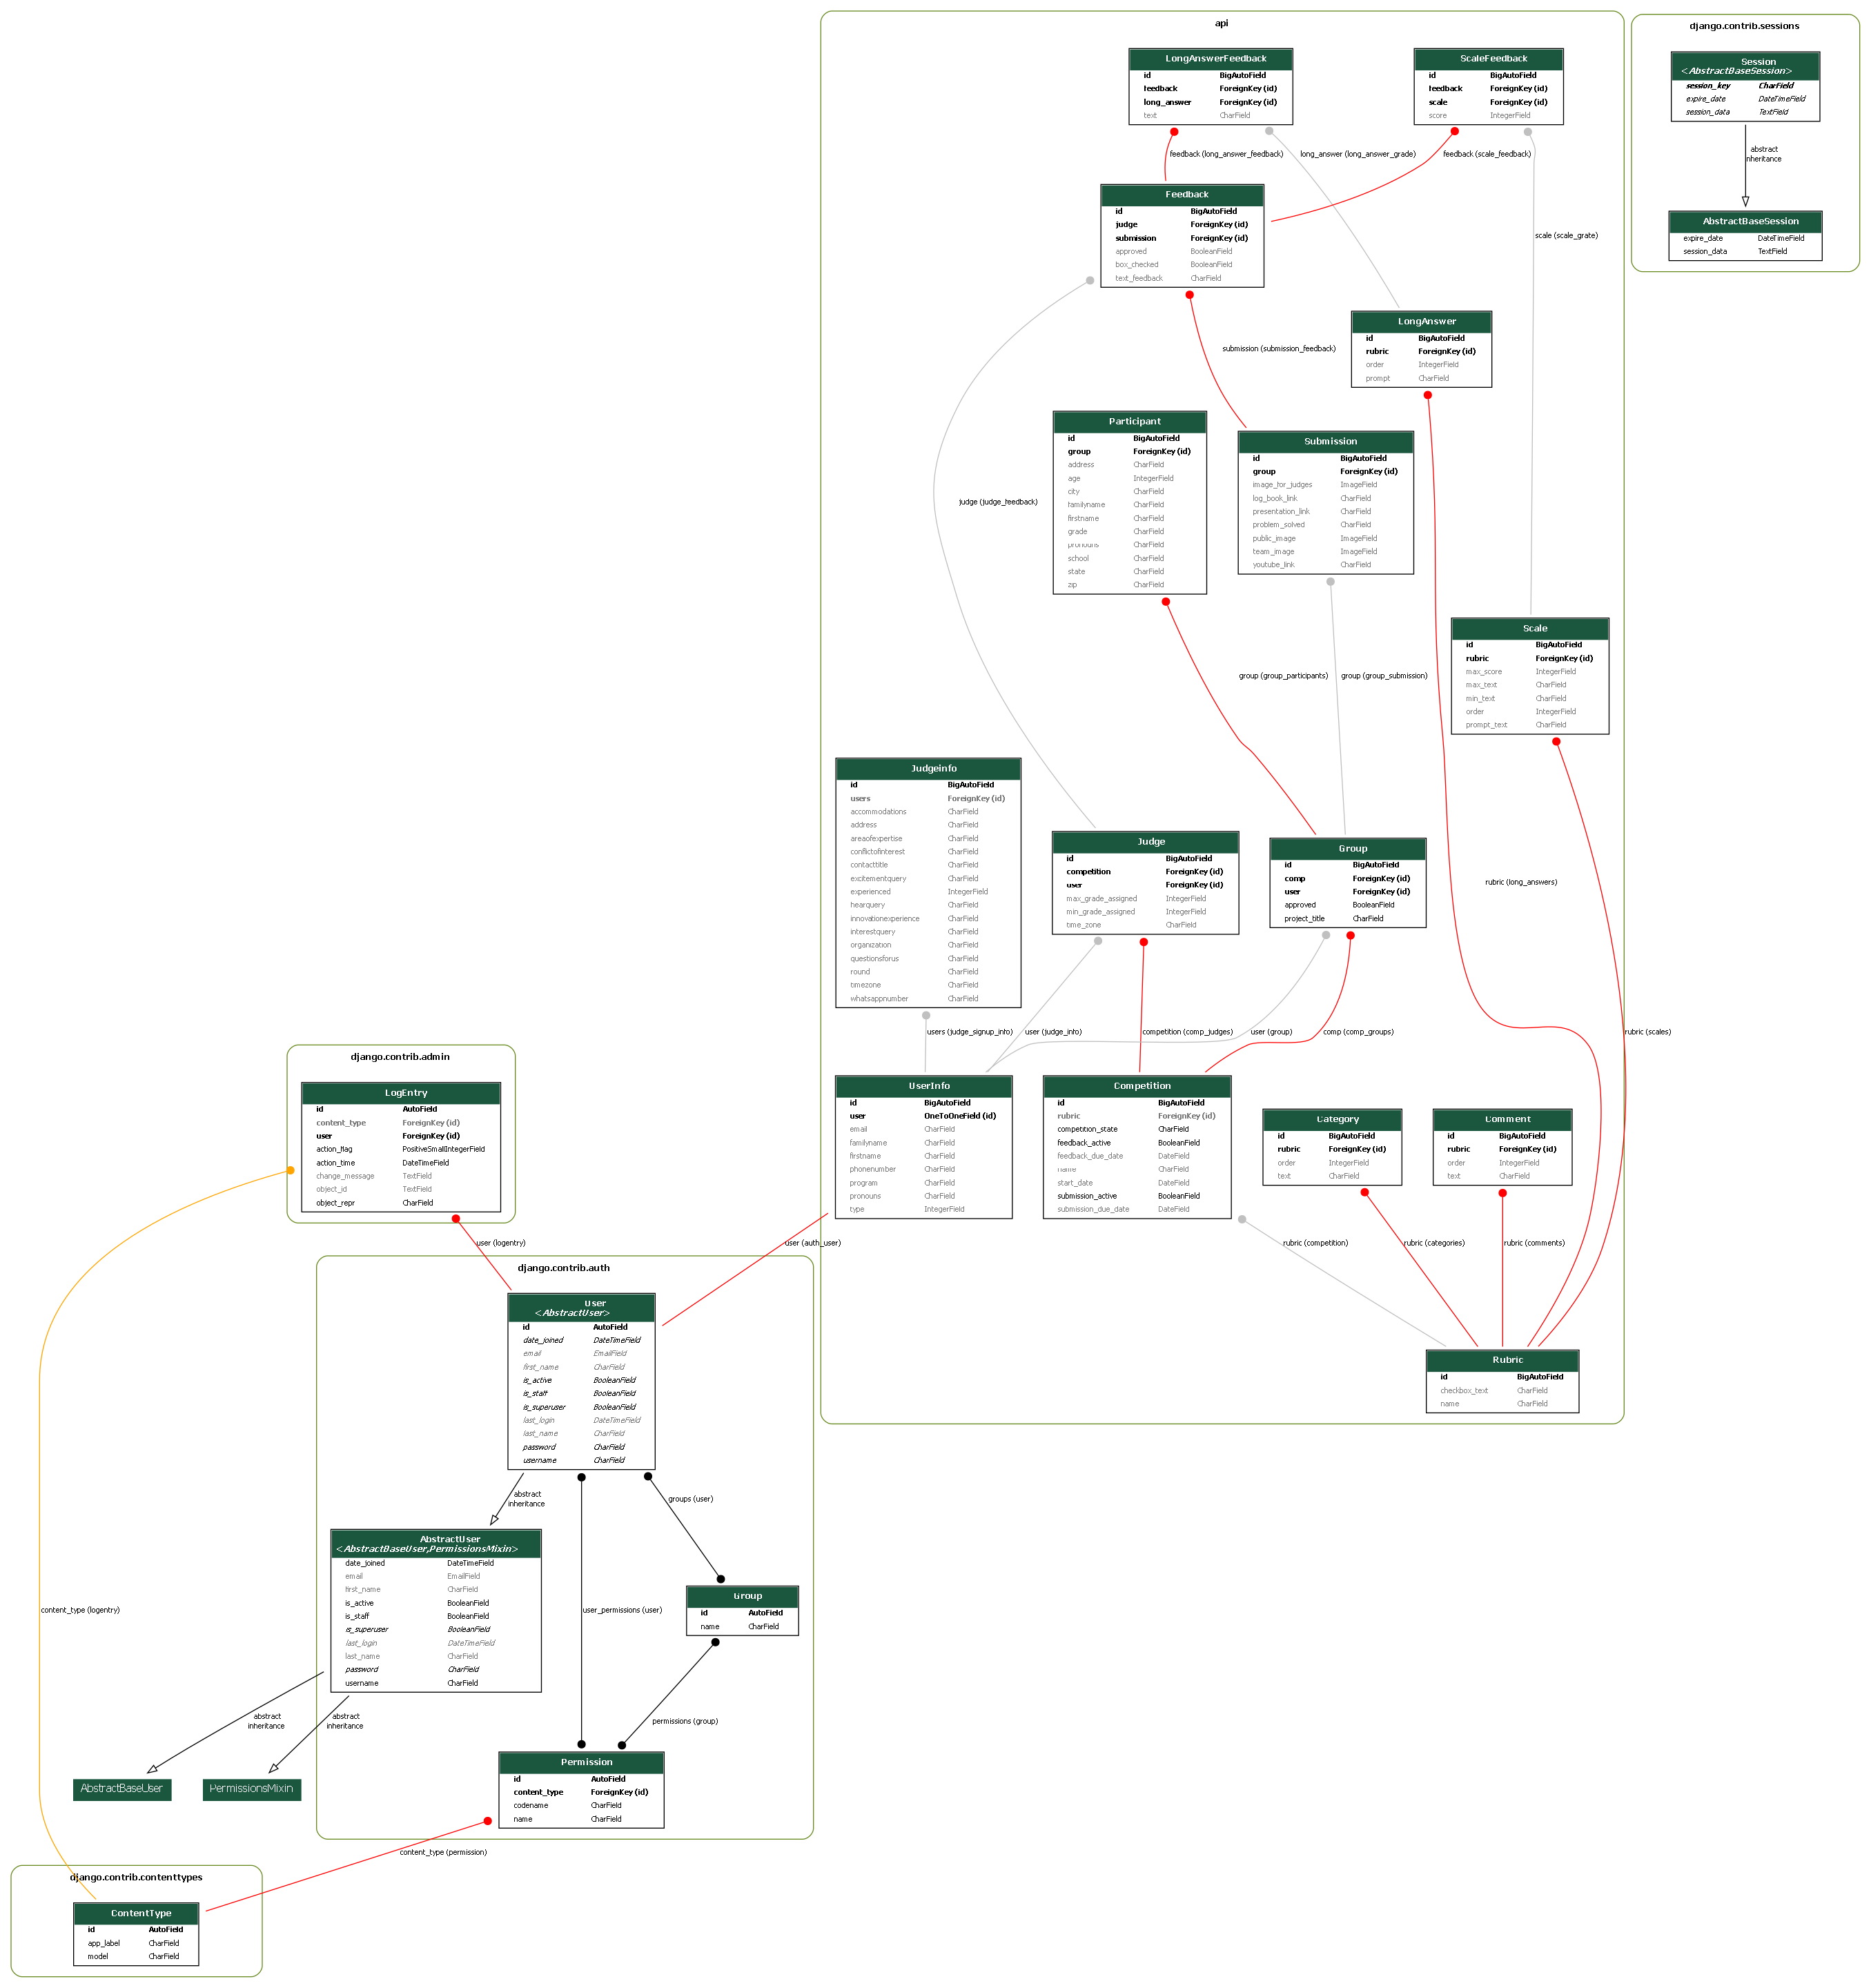 api
LongAnswerFeedback
id BigAutoField
feedback ForeignKey (id)
long_answer ForeignKey (id)
text CharField
ScaleFeedback
id BigAutoField
feedback ForeignKey (id)
scale ForeignKey (id)
score IntegerField
feedback (long_answer_feedback)
long_answer (long_answer_grade)
feedback (scale_feedback)
Feedback
id BigAutoField
judge ForeignKey (id)
submission ForeignKey (id)
approved BooleanField
box_checked BooleanField
text_feedback CharField
scale (scale_grate)
LongAnswer
id BigAutoField
rubric ForeignKey (id)
order IntegerField
prompt CharField
submission (submission_feedback)
judge (judge_feedback)
Participant
id BigAutoField
group ForeignKey (id)
address CharField
age IntegerField
city CharField
familyname CharField
firstname CharField
grade CharField
pronouns CharField
school CharField
state CharField
zip CharField
Submission
id BigAutoField
group ForeignKey (id)
image_for_judges ImageField
log_book_link CharField
presentation_link CharField
problem_solved CharField
public_image ImageField
team_image ImageField
youtube_link CharField
Scale
id BigAutoField
rubric ForeignKey (id)
max_score IntegerField
max_text CharField
min_text CharField
order IntegerField
prompt_text CharField
group (group_participants)
group (group_submission)
Judgeinfo
id BigAutoField
users ForeignKey (id)
accommodations CharField
address CharField
areaofexpertise CharField
conflictofinterest CharField
contacttitle CharField
excitementquery CharField
experienced IntegerField
hearquery CharField
innovationexperience CharField
interestquery CharField
organization CharField
questionsforus CharField
round CharField
timezone CharField
whatsappnumber CharField
Judge
id BigAutoField
competition ForeignKey (id)
user ForeignKey (id)
max_grade_assigned IntegerField
min_grade_assigned IntegerField
time_zone CharField
Group
id BigAutoField
comp ForeignKey (id)
user ForeignKey (id)
approved BooleanField
project_title CharField
rubric (long_answers)
users (judge_signup_info)
user (judge_info)
competition (comp_judges)
user (group)
comp (comp_groups)
rubric (scales)
UserInfo
id BigAutoField
user OneToOneField (id)
email CharField
familyname CharField
firstname CharField
phonenumber CharField
program CharField
pronouns CharField
type IntegerField
Competition
id BigAutoField
rubric ForeignKey (id)
competition_state CharField
feedback_active BooleanField
feedback_due_date DateField
name CharField
start_date DateField
submission_active BooleanField
submission_due_date DateField
Category
id BigAutoField
rubric ForeignKey (id)
order IntegerField
text CharField
Comment
id BigAutoField
rubric ForeignKey (id)
order IntegerField
text CharField
user (auth_user)
rubric (competition)
rubric (categories)
rubric (comments)
Rubric
id BigAutoField
checkbox_text CharField
name CharField
django.contrib.sessions
Session
<AbstractBaseSession>
session_key CharField
expire_date DateTimeField
session_data TextField
abstract
inheritance
AbstractBaseSession
expire_date DateTimeField
session_data TextField
django.contrib.admin
LogEntry
id AutoField
content_type ForeignKey (id)
user ForeignKey (id)
action_flag PositiveSmallIntegerField
action_time DateTimeField
change_message TextField
object_id TextField
object_repr CharField
user (logentry)
django.contrib.auth
User
<AbstractUser>
id AutoField
date_joined DateTimeField
email EmailField
first_name CharField
is_active BooleanField
is_staff BooleanField
is_superuser BooleanField
last_login DateTimeField
last_name CharField
password CharField
username CharField
abstract
inheritance
groups (user)
AbstractUser
<AbstractBaseUser,PermissionsMixin>
date_joined DateTimeField
email EmailField
first_name CharField
is_active BooleanField
is_staff BooleanField
is_superuser BooleanField
last_login DateTimeField
last_name CharField
password CharField
username CharField
user_permissions (user)
Group
id AutoField
name CharField
content_type (logentry)
abstract
inheritance
abstract
inheritance
permissions (group)
AbstractBaseUser
PermissionsMixin
Permission
id AutoField
content_type ForeignKey (id)
codename CharField
name CharField
content_type (permission)
django.contrib.contenttypes
ContentType
id AutoField
app_label CharField
model CharField